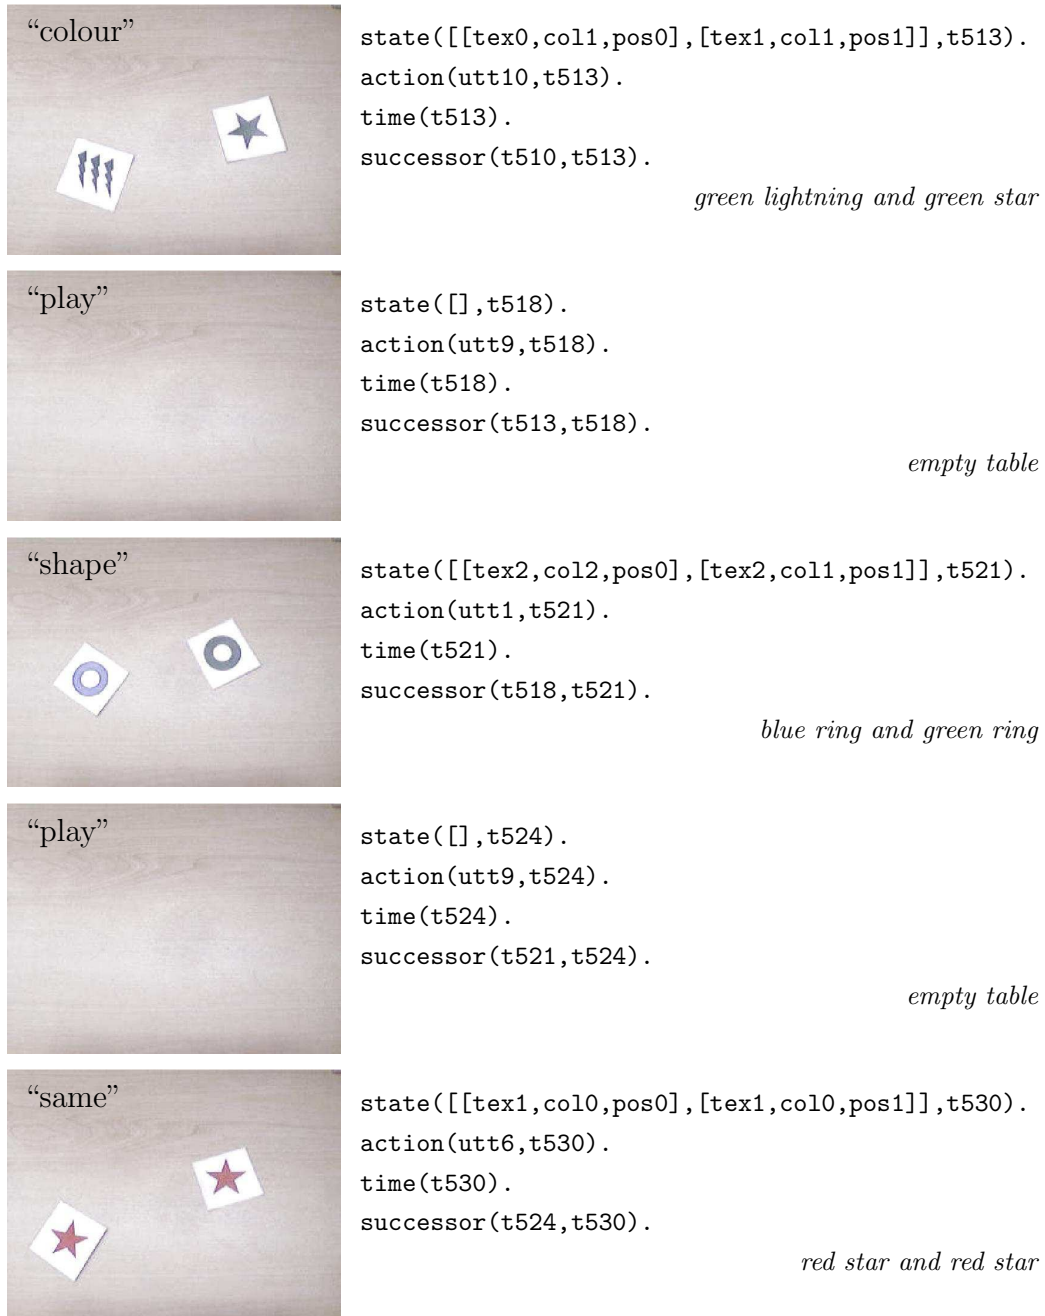 “colour”
state([[tex0,col1,pos0],[tex1,col1,pos1]],t513).
action(utt10,t513).
time(t513).
successor(t510,t513).
green lightning and green star
“play”
state([],t518).
action(utt9,t518).
time(t518).
successor(t513,t518).
empty table
“shape”
state([[tex2,col2,pos0],[tex2,col1,pos1]],t521).
action(utt1,t521).
time(t521).
successor(t518,t521).
blue ring and green ring
“play”
state([],t524).
action(utt9,t524).
time(t524).
successor(t521,t524).
empty table
“same”
state([[tex1,col0,pos0],[tex1,col0,pos1]],t530).
action(utt6,t530).
time(t530).
successor(t524,t530).
red star and red star